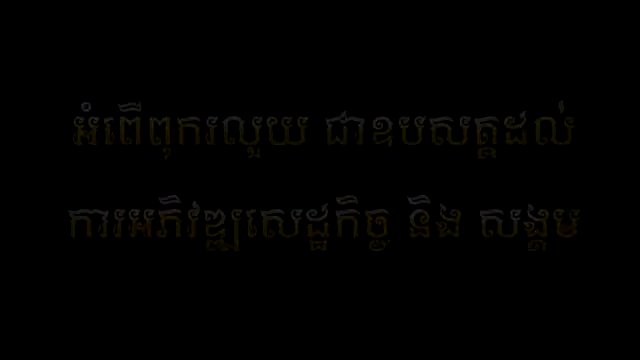 អំពើពុករលួយ ជាឧបសគ្គដល់
ការអភិវឌ្ឍសេដ្ឋកិច្ច និង សង្គម